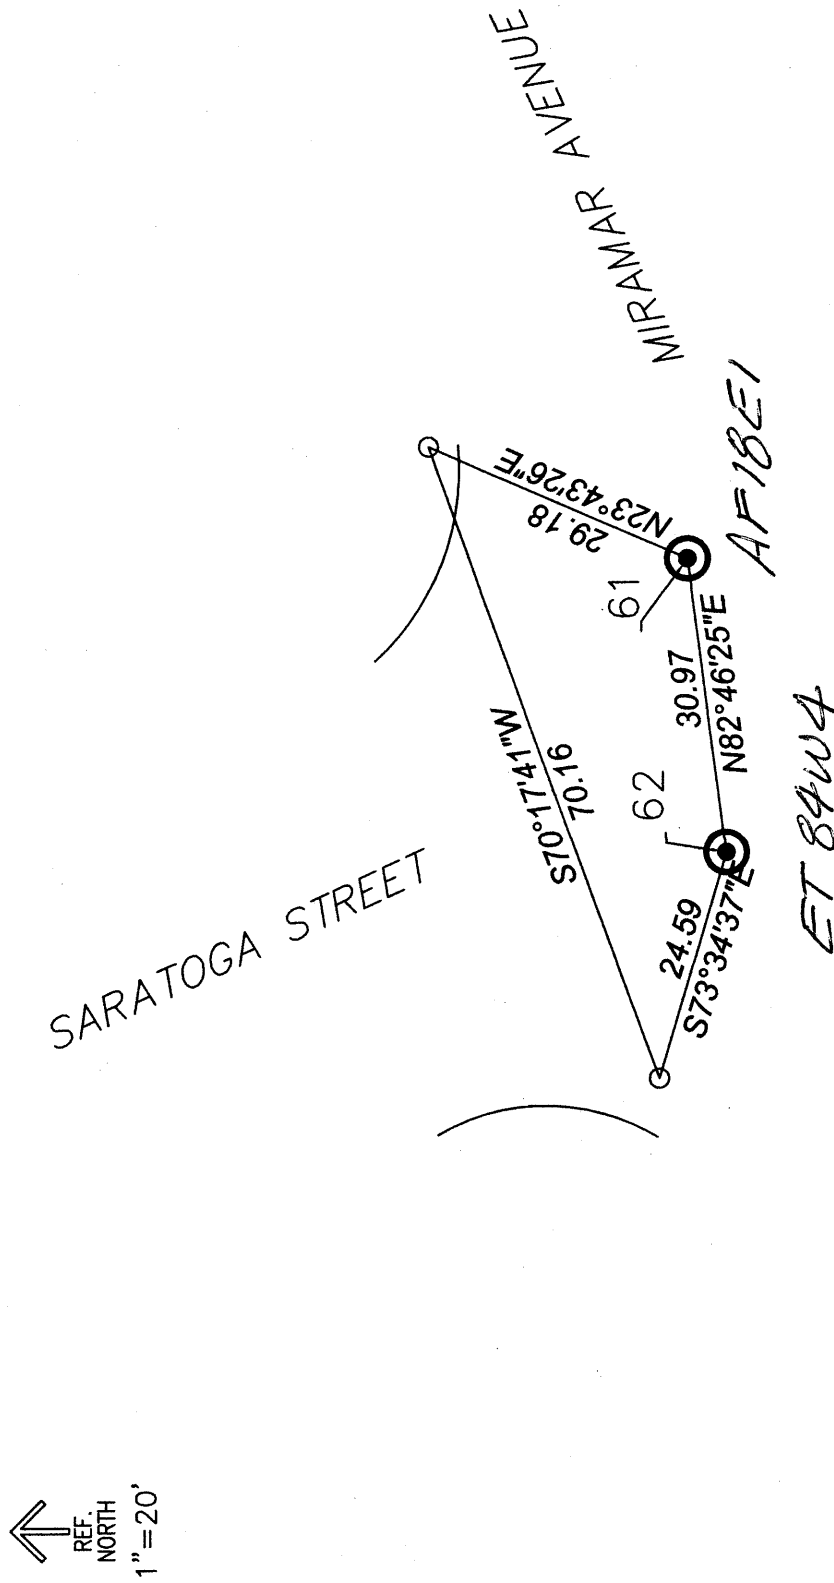 REF.
NORTH
1"=20'
SARATOGA STREET
MIRAMAR AVENUE
S70°17'41"W
70.16
29.18
N23°43'26"E
61
30.97
N82°46'25"E
62
24.59
S73°34'37"E
AF18E1
ET 84W4